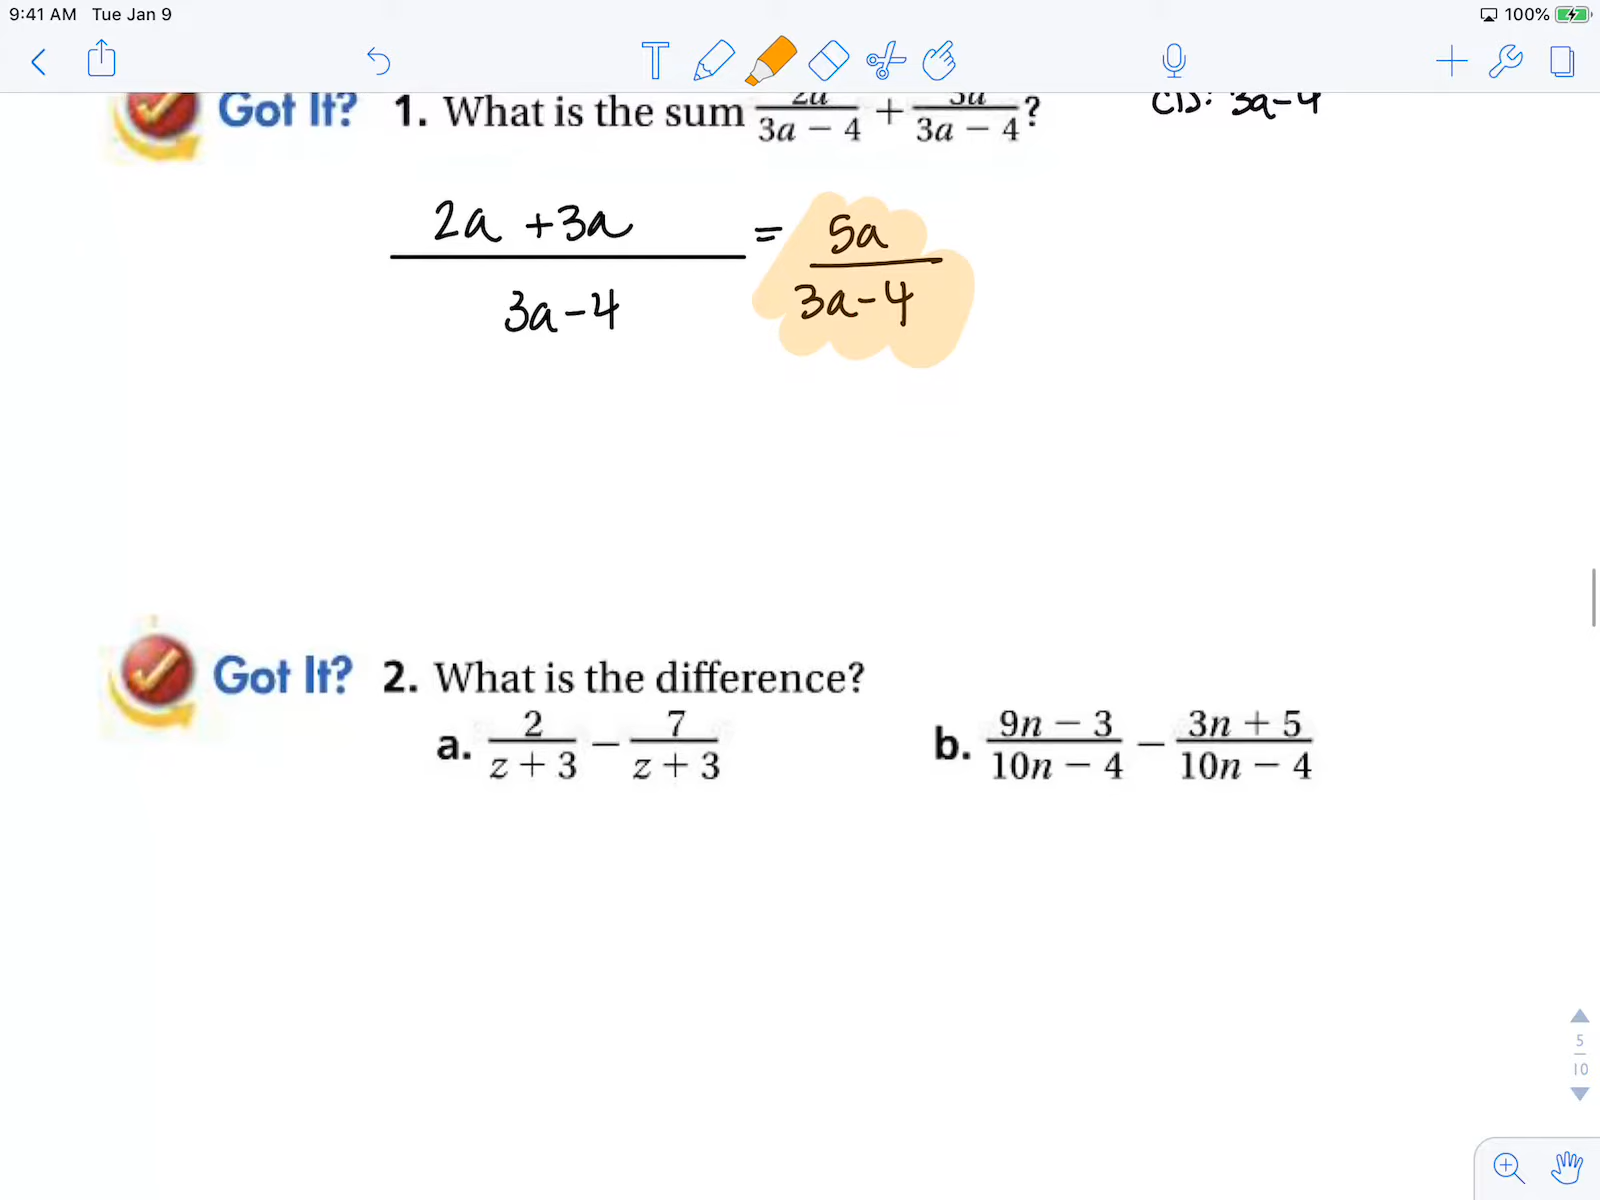 9:41 AM Tue Jan 9 100%
Got It? 1. What is the sum 2a/(3a − 4) + 3a/(3a − 4)? CD: 3a-4
(2a +3a)/(3a-4) = 5a/(3a-4)
Got It? 2. What is the difference?
a. 2/(z + 3) − 7/(z + 3) b. (9n − 3)/(10n − 4) − (3n + 5)/(10n − 4)
5
10